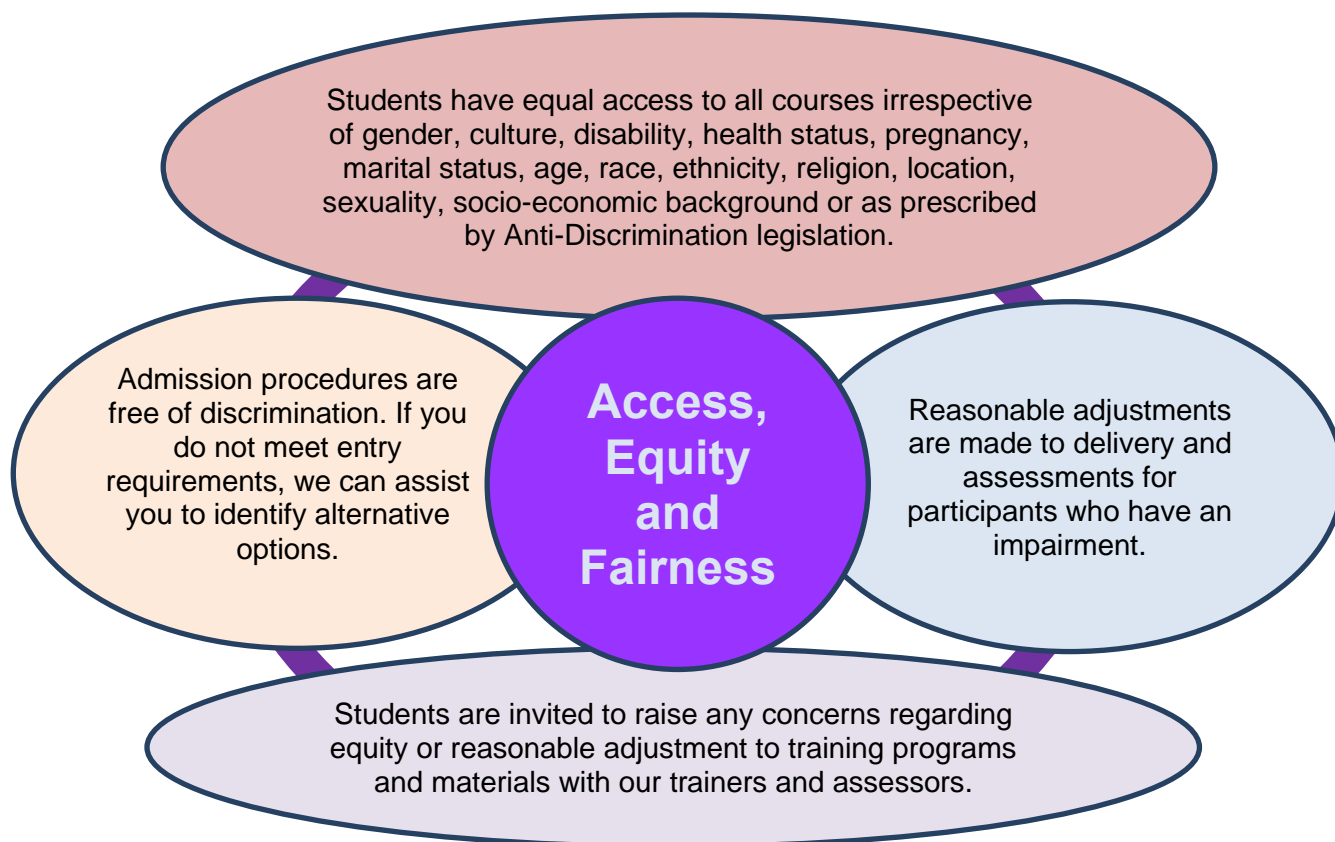 Students have equal access to all courses irrespective
of gender, culture, disability, health status, pregnancy,
marital status, age, race, ethnicity, religion, location,
sexuality, socio-economic background or as prescribed
by Anti-Discrimination legislation.
Admission procedures are
free of discrimination. If you
do not meet entry
requirements, we can assist
you to identify alternative
options.
Access,
Equity
and
Fairness
Reasonable adjustments
are made to delivery and
assessments for
participants who have an
impairment.
Students are invited to raise any concerns regarding
equity or reasonable adjustment to training programs
and materials with our trainers and assessors.